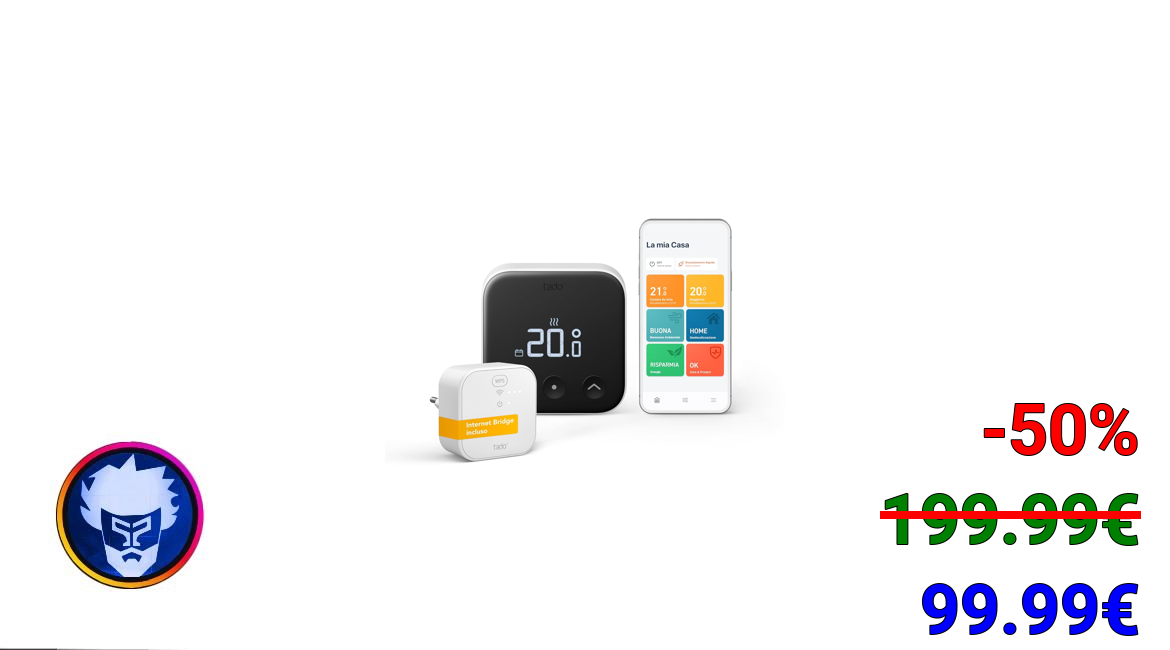 La mia Casa
tado°
21°
20°
20.0
BUONA
HOME
RISPARMIA
OK
WPS
Internet Bridge
incluso
tado°
-50%
199.99€
99.99€